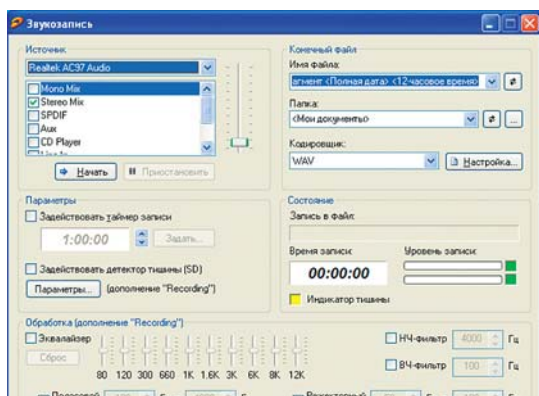 Звукозапись
Источник
Realtek AC97 Audio
Mono Mix
Stereo Mix
SPDIF
Aux
CD Player
Line In
Начать
Приостановить
Конечный файл
Имя файла:
агмент <Полная дата> <12-часовое время>
Папка:
<Мои документы>
...
Кодировщик:
WAV
Настройка...
Параметры
Задействовать таймер записи
1:00:00
Задать...
Задействовать детектор тишины (SD)
Параметры... (дополнение "Recording")
Состояние
Запись в файл:
Время записи:
Уровень записи:
00:00:00
Индикатор тишины
Обработка (дополнение "Recording")
Эквалайзер
Сброс
80 120 300 660 1K 1.6K 3K 6K 8K 12K
НЧ-фильтр 4000 Гц
ВЧ-фильтр 100 Гц
Полосовой